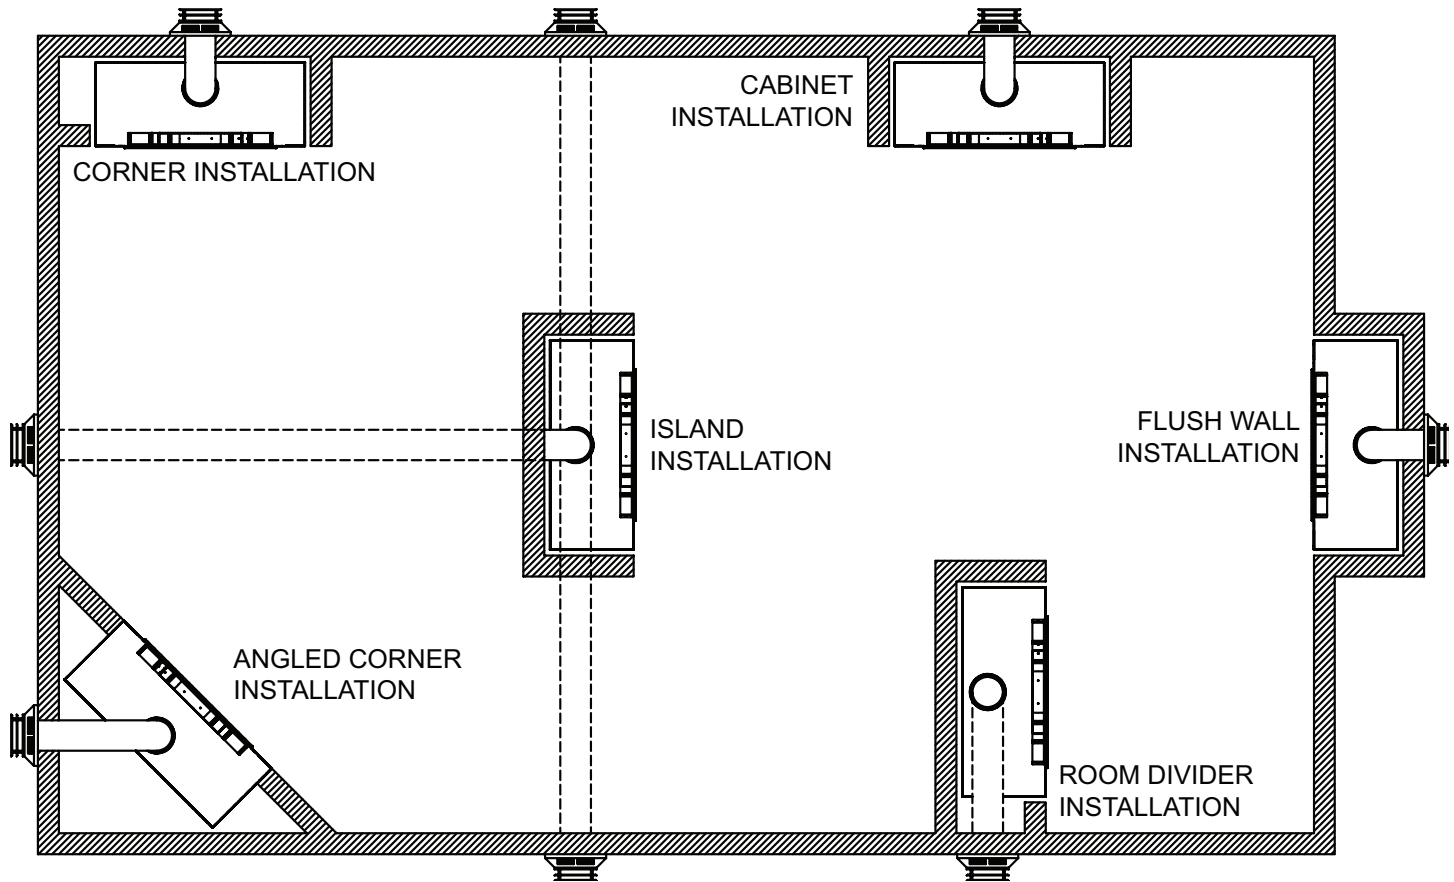 CABINET
INSTALLATION
CORNER INSTALLATION
ISLAND
INSTALLATION
FLUSH WALL
INSTALLATION
ANGLED CORNER
INSTALLATION
ROOM DIVIDER
INSTALLATION